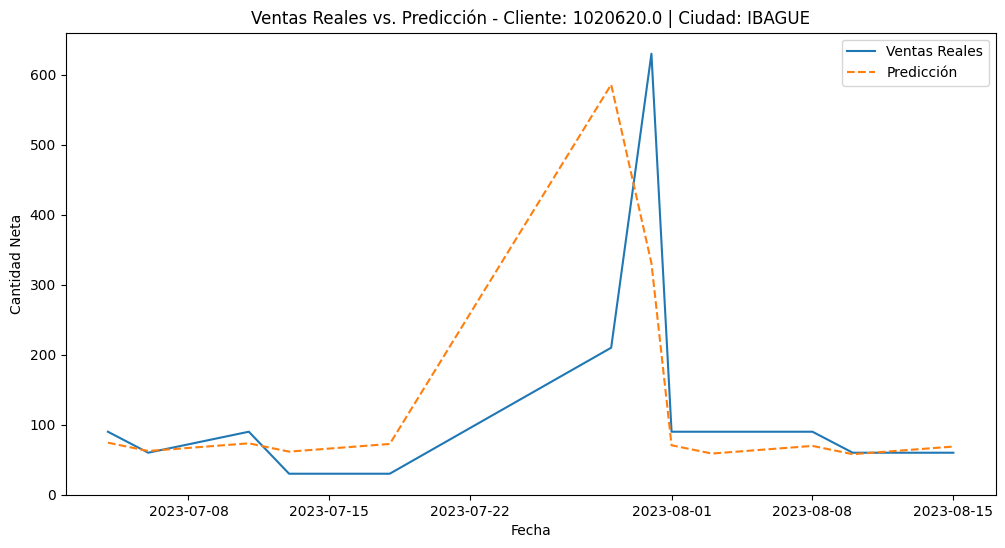 Ventas Reales vs. Predicción - Cliente: 1020620.0 | Ciudad: IBAGUE
Ventas Reales
Predicción
Cantidad Neta
600
500
400
300
200
100
0
2023-07-08 2023-07-15 2023-07-22 2023-08-01 2023-08-08 2023-08-15
Fecha